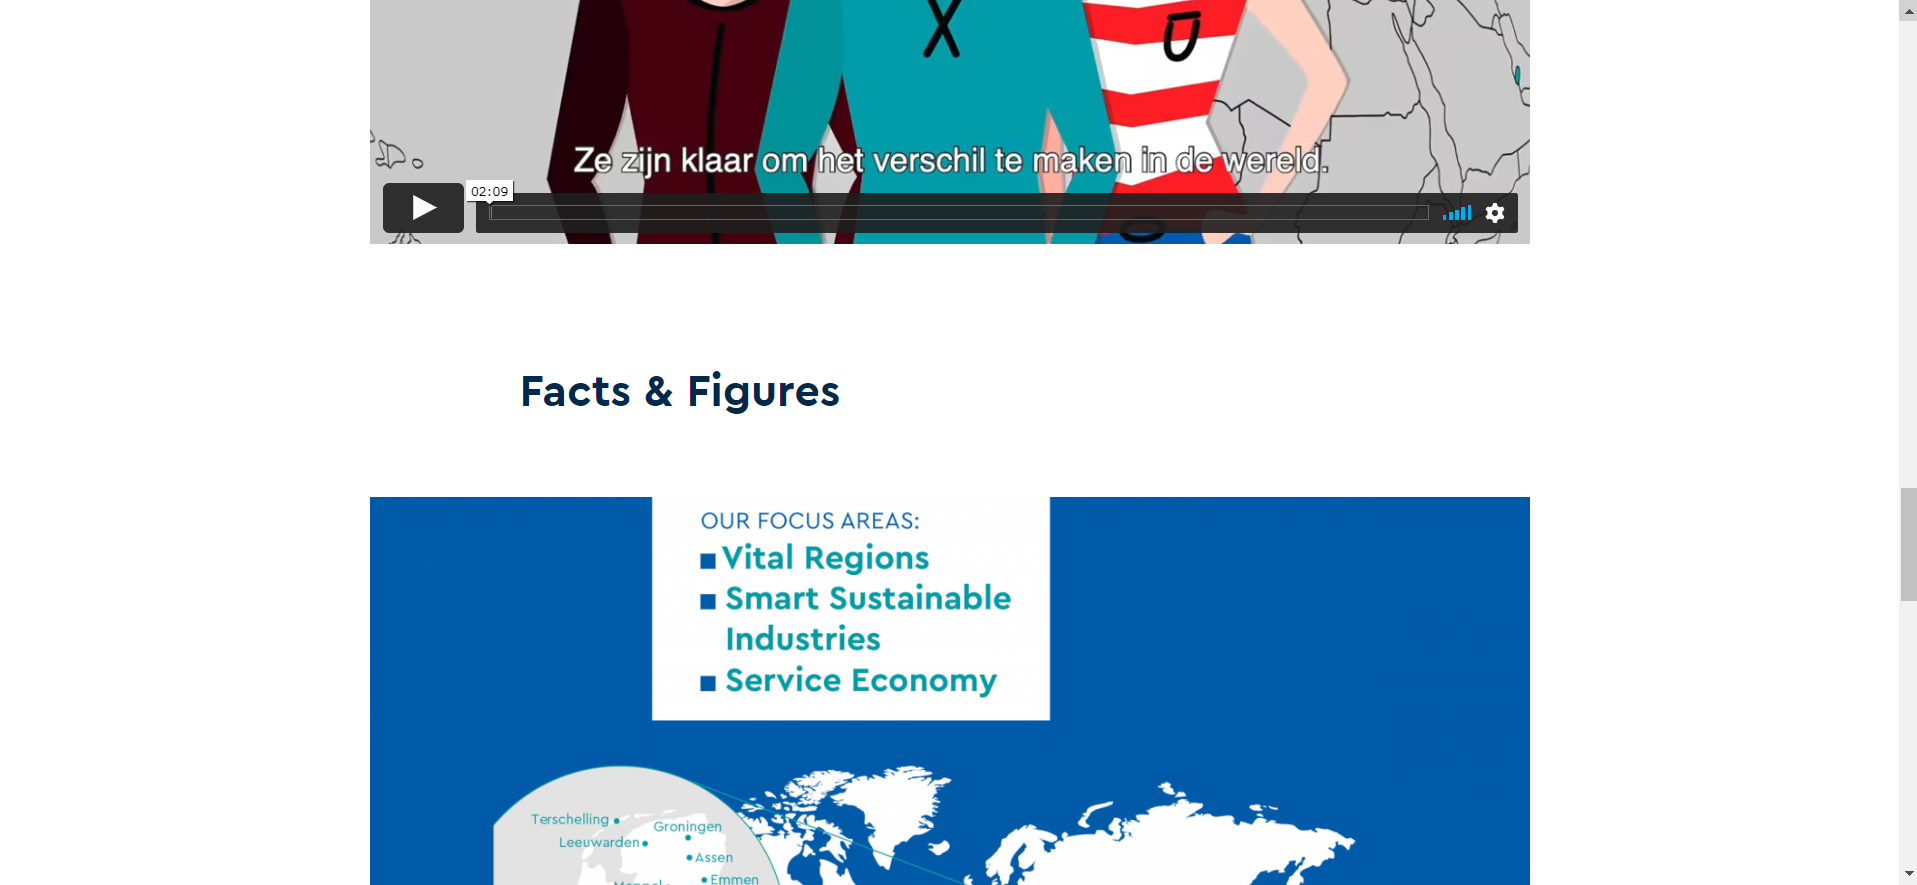 X
U
Ze zijn klaar om het verschil te maken in de wereld.
02:09
Facts & Figures
OUR FOCUS AREAS:
Vital Regions
Smart Sustainable
Industries
Service Economy
Terschelling
Groningen
Leeuwarden
Assen
Emmen
Meppel